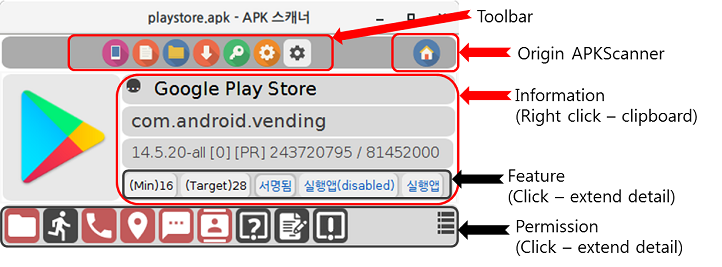 playstore.apk - APK 스캐너
Toolbar
Origin APKScanner
Google Play Store
Information
(Right click – clipboard)
com.android.vending
14.5.20-all [0] [PR] 243720795 / 81452000
(Min)16 (Target)28 서명됨 실행앱(disabled) 실행앱
Feature
(Click – extend detail)
Permission
(Click – extend detail)